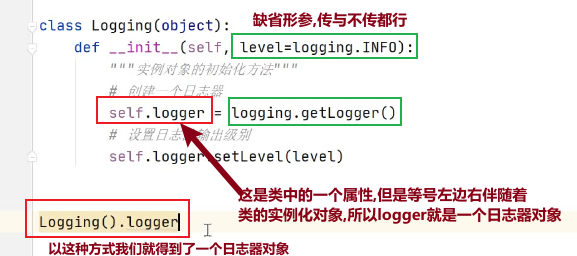 缺省形参,传与不传都行
class Logging(object):
def __init__(self, level=logging.INFO):
"""实例对象的初始化方法"""
# 创建一个日志器
self.logger = logging.getLogger()
# 设置日志输出级别
self.logger.setLevel(level)
这是类中的一个属性,但是等号左边右伴随着
类的实例化对象,所以logger就是一个日志器对象
Logging().logger
以这种方式我们就得到了一个日志器对象